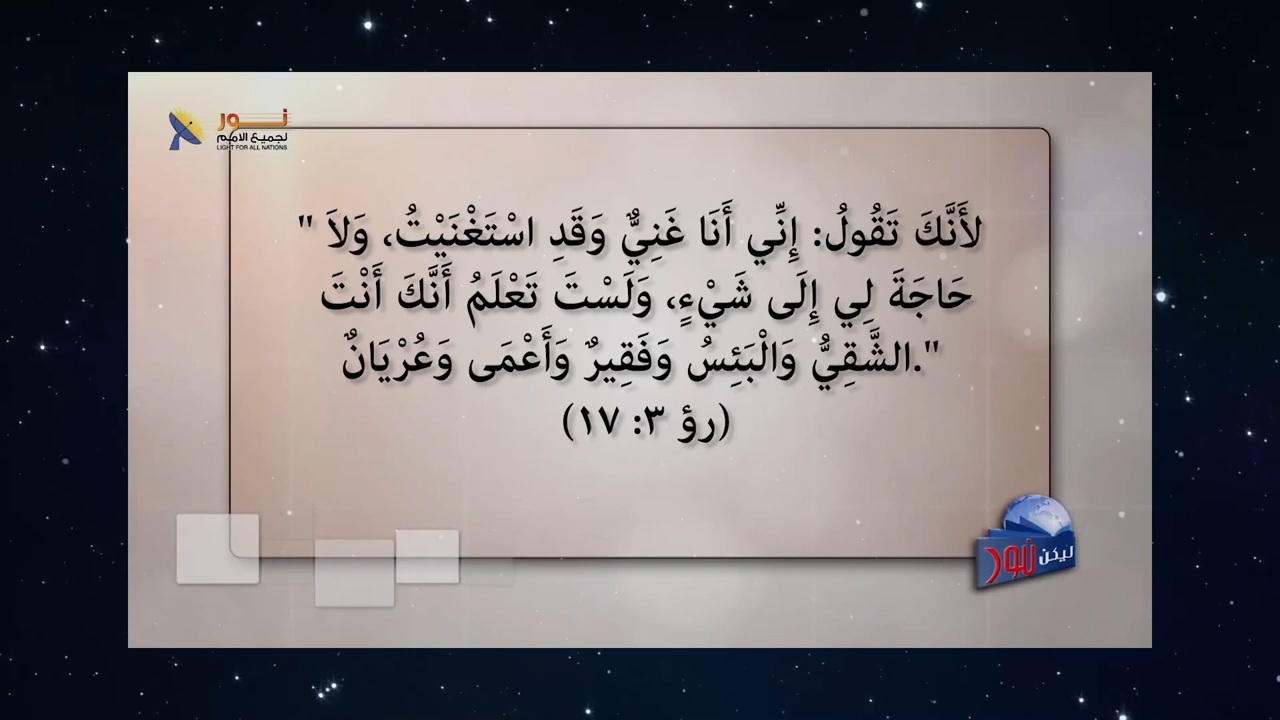 نور
لجميع الامم
LIGHT FOR ALL NATIONS
" لأَنَّكَ تَقُولُ: إِنِّي أَنَا غَنِيٌّ وَقَدِ اسْتَغْنَيْتُ، وَلاَ
حَاجَةَ لِي إِلَى شَيْءٍ، وَلَسْتَ تَعْلَمُ أَنَّكَ أَنْتَ
".الشَّقِيُّ وَالْبَئِسُ وَفَقِيرٌ وَأَعْمَى وَعُرْيَانٌ
(رؤ ٣: ١٧)
ليكن نور